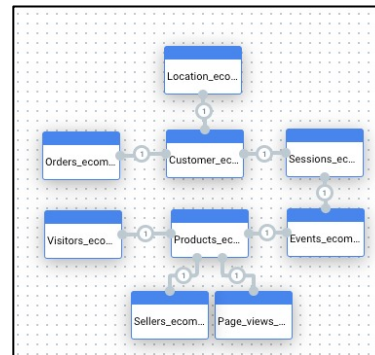 Location_eco...
1
Orders_ecom...
1
Customer_ec...
1
Sessions_ec...
1
Visitors_eco...
1
Products_ec...
1
Events_ecom...
1
1
Sellers_ecom...
Page_views_...